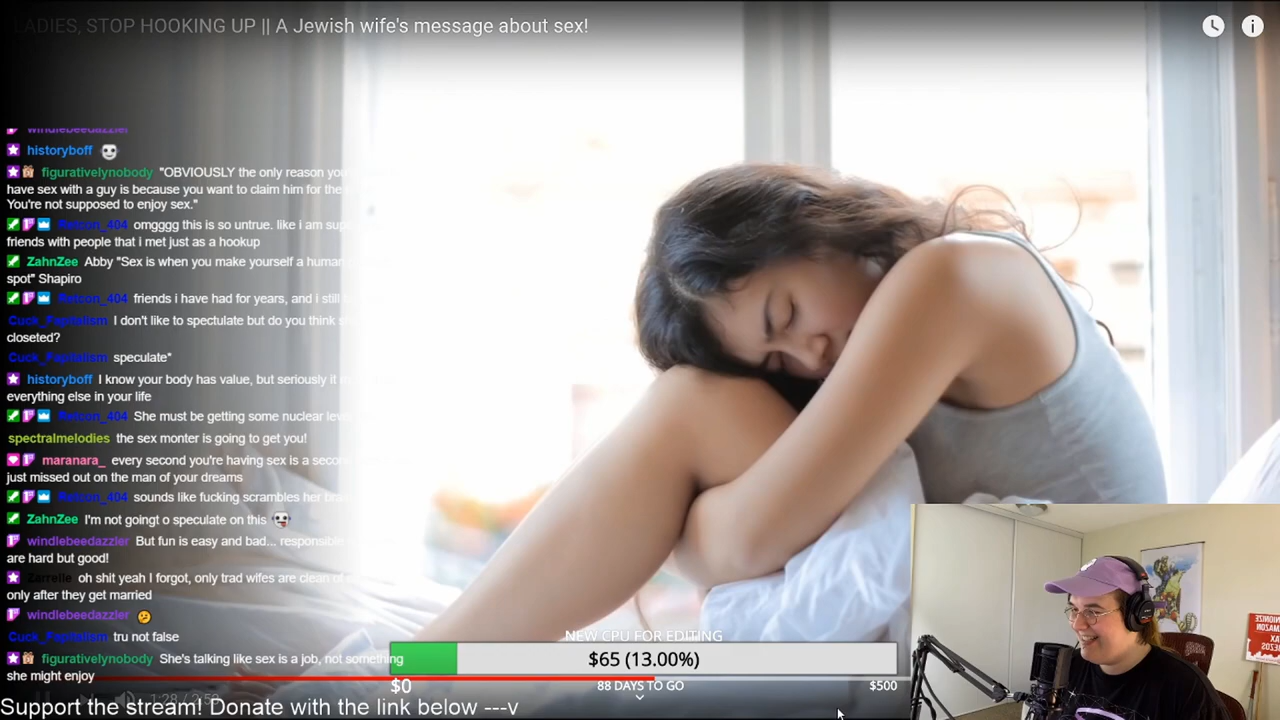 LADIES, STOP HOOKING UP || A Jewish wife's message about sex!
windlebeedazzler
historyboff
figurativelynobody "OBVIOUSLY the only reason you
have sex with a guy is because you want to claim him for the
You're not supposed to enjoy sex."
omgggg this is so untrue. like i am
friends with people that i met just as a hookup
ZahnZee Abby "Sex is when you make yourself a human
spot" Shapiro
friends i have had for years, and i still
I don't like to spectulate but do you think
closeted?
speculate*
historyboff I know your body has value, but seriously it
everything else in your life
She must be getting some nuclear
spectralmelodies the sex monter is going to get you!
maranara_ every second you're having sex is a second
just missed out on the man of your dreams
sounds like fucking scrambles her
ZahnZee I'm not goingt o speculate on this
windlebeedazzler But fun is easy and bad... responsible
are hard but good!
Zarrelle oh shit yeah I forgot, only trad wifes are clean
only after they get married
windlebeedazzler
tru not false
figurativelynobody She's talking like sex is a job, not something
she might enjoy
NEW CPU FOR EDITING
$65 (13.00%)
$0
88 DAYS TO GO
$500
1:28 / 2:50
Support the stream! Donate with the link below ---v
UNIONIZE
AMAZON
TAX
BEZOS